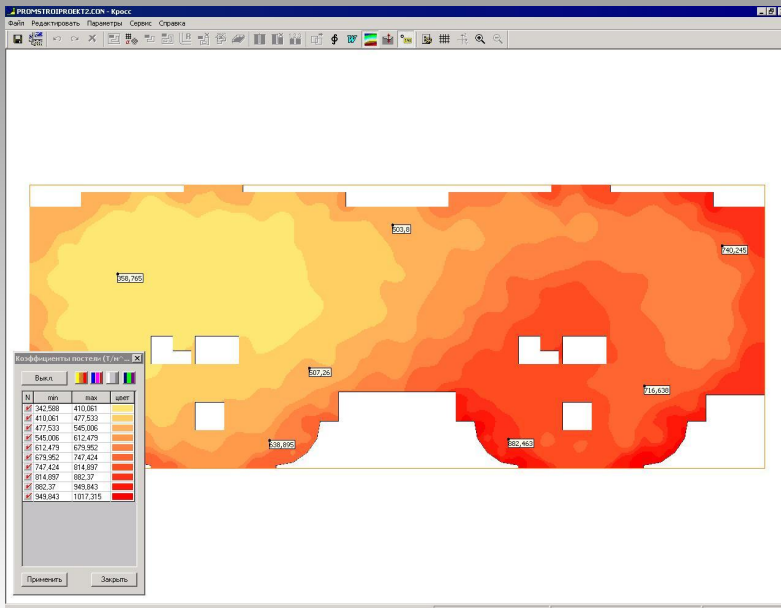 PROMSTROIPROEKT2.CON - Кросс
Файл Редактировать Параметры Сервис Справка
503,8
740,245
358,765
507,26
716,638
638,895
882,463
Коэффициенты постели (Т/м^...
Выкл.
N min max цвет
342,588 410,061
410,061 477,533
477,533 545,006
545,006 612,479
612,479 679,952
679,952 747,424
747,424 814,897
814,897 882,37
882,37 949,843
949,843 1017,315
Применить Закрыть